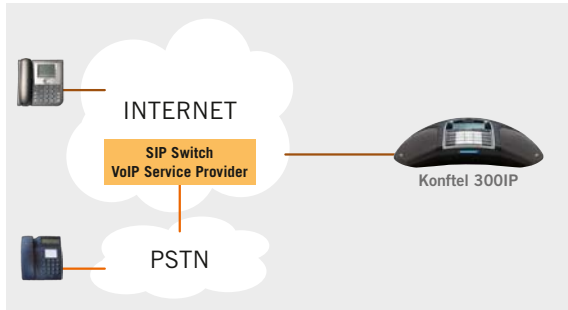 INTERNET
SIP Switch
VoIP Service Provider
Konftel 300IP
PSTN